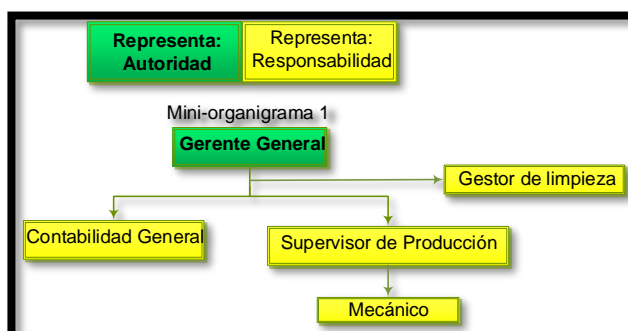 Representa:
Autoridad
Representa:
Responsabilidad
Mini-organigrama 1
Gerente General
Gestor de limpieza
Contabilidad General
Supervisor de Producción
Mecánico